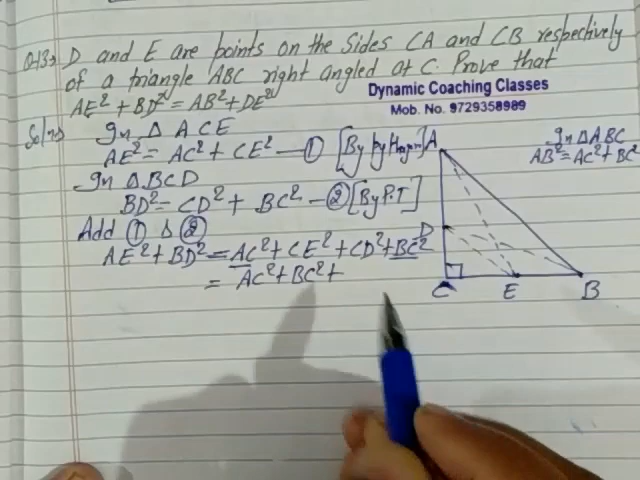 Q.13:> D and E are points on the sides CA and CB respectively
of a triangle ABC right angled at C. Prove that
AE² + BD² = AB² + DE²
Dynamic Coaching Classes
Mob. No. 9729358989
Sol:> In Δ ACE
AE² = AC² + CE² — ① [By pythagoras]
In Δ BCD
BD² = CD² + BC² — ② [By P.T]
Add ① & ②
AE² + BD² = AC² + CE² + CD² + BC²
= AC² + BC² +
In Δ ABC
AB² = AC² + BC²
A
D
C E B